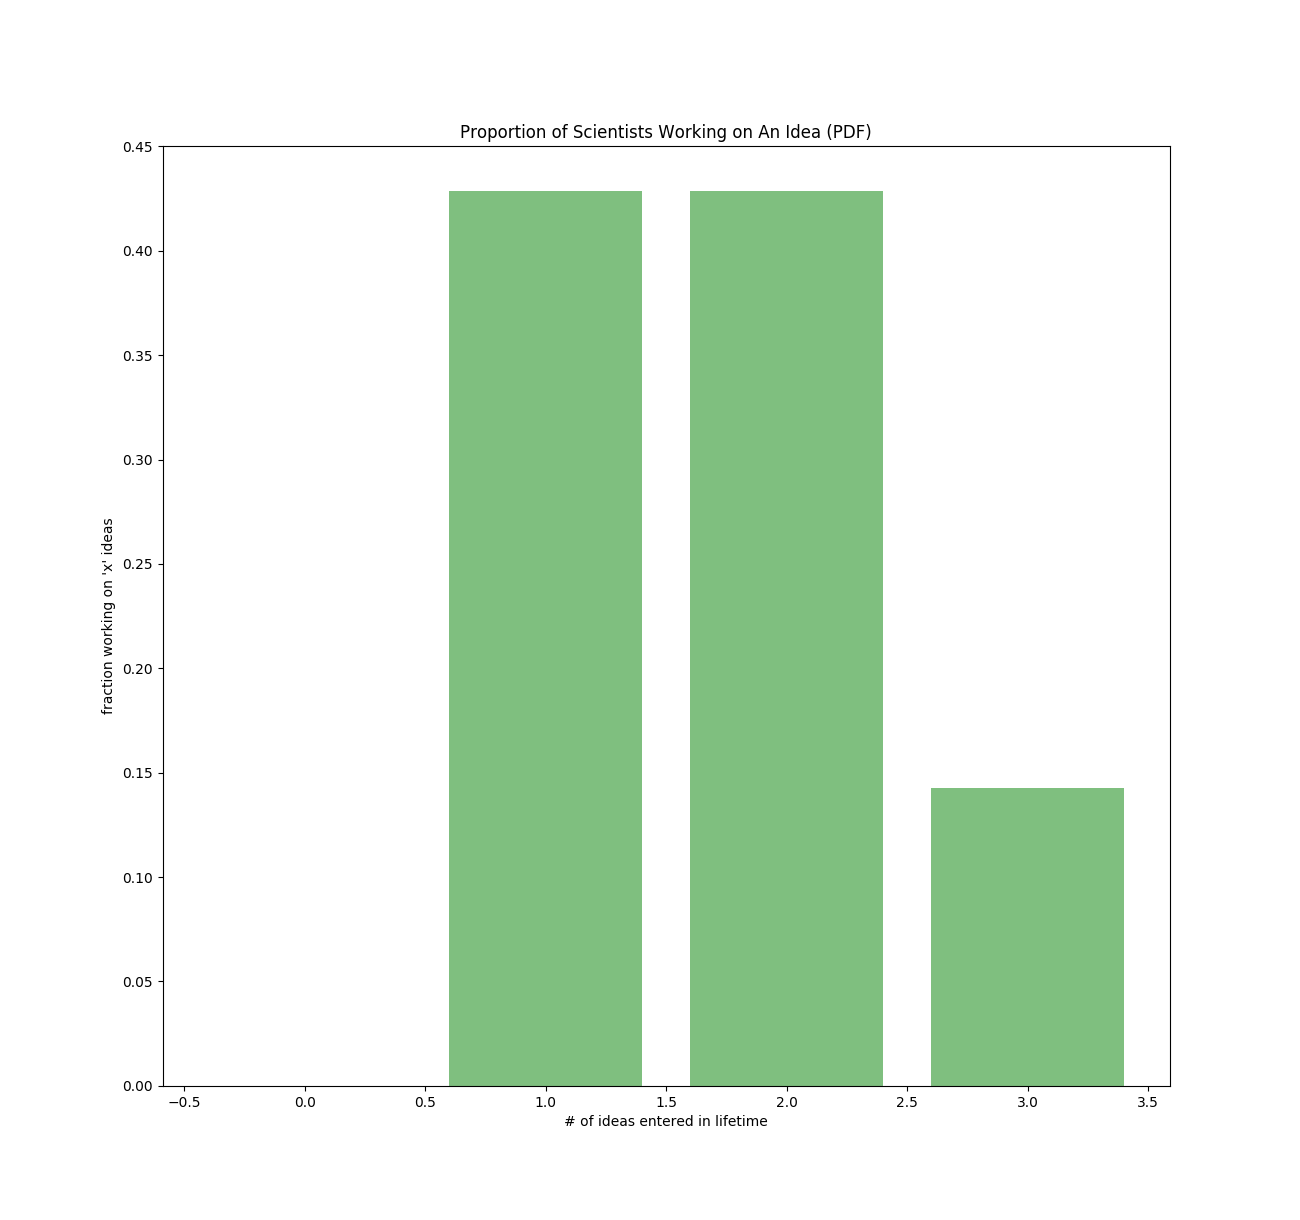 Proportion of Scientists Working on An Idea (PDF)
0.45
0.40
0.35
0.30
0.25
0.20
0.15
0.10
0.05
0.00
fraction working on 'x' ideas
−0.5 0.0 0.5 1.0 1.5 2.0 2.5 3.0 3.5
# of ideas entered in lifetime